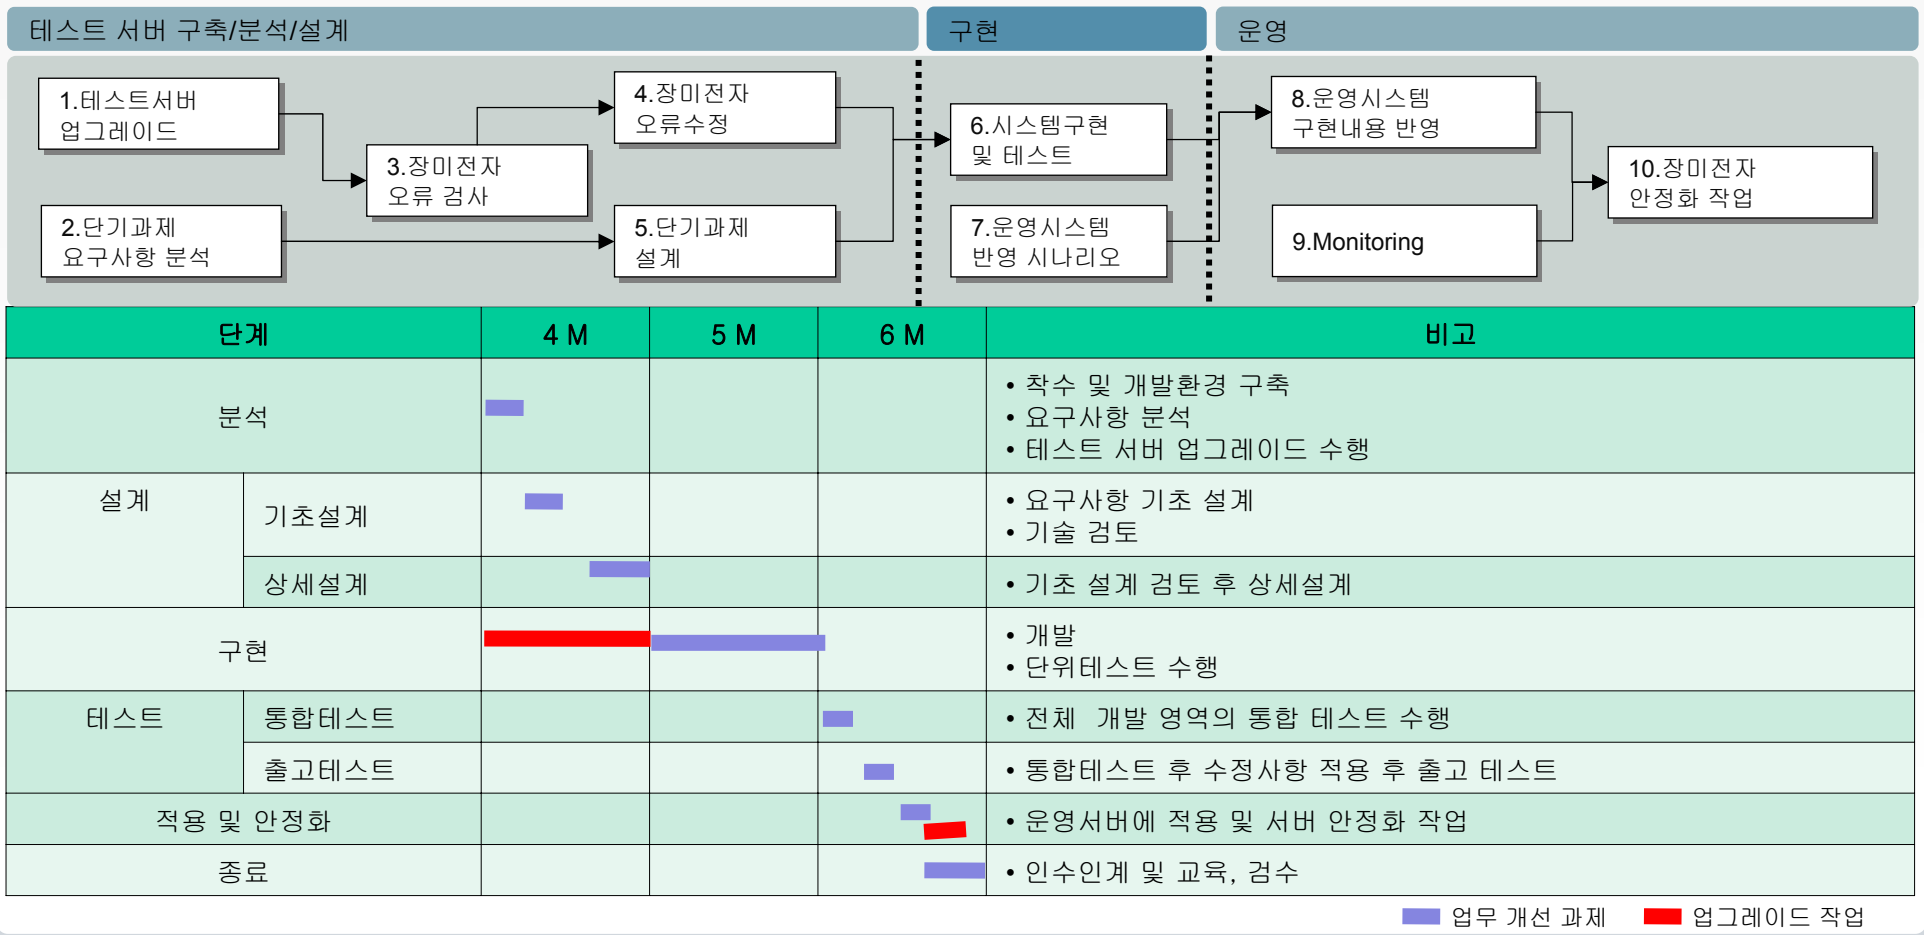 테스트 서버 구축/분석/설계
구현
운영
1.테스트서버
업그레이드
2.단기과제
요구사항 분석
3.장미전자
오류 검사
4.장미전자
오류수정
5.단기과제
설계
6.시스템구현
및 테스트
7.운영시스템
반영 시나리오
8.운영시스템
구현내용 반영
9.Monitoring
10.장미전자
안정화 작업
단계
4 M
5 M
6 M
비고
분석
• 착수 및 개발환경 구축
• 요구사항 분석
• 테스트 서버 업그레이드 수행
설계
기초설계
• 요구사항 기초 설계
• 기술 검토
상세설계
• 기초 설계 검토 후 상세설계
구현
• 개발
• 단위테스트 수행
테스트
통합테스트
• 전체  개발 영역의 통합 테스트 수행
출고테스트
• 통합테스트 후 수정사항 적용 후 출고 테스트
적용 및 안정화
• 운영서버에 적용 및 서버 안정화 작업
종료
• 인수인계 및 교육, 검수
업무 개선 과제
업그레이드 작업